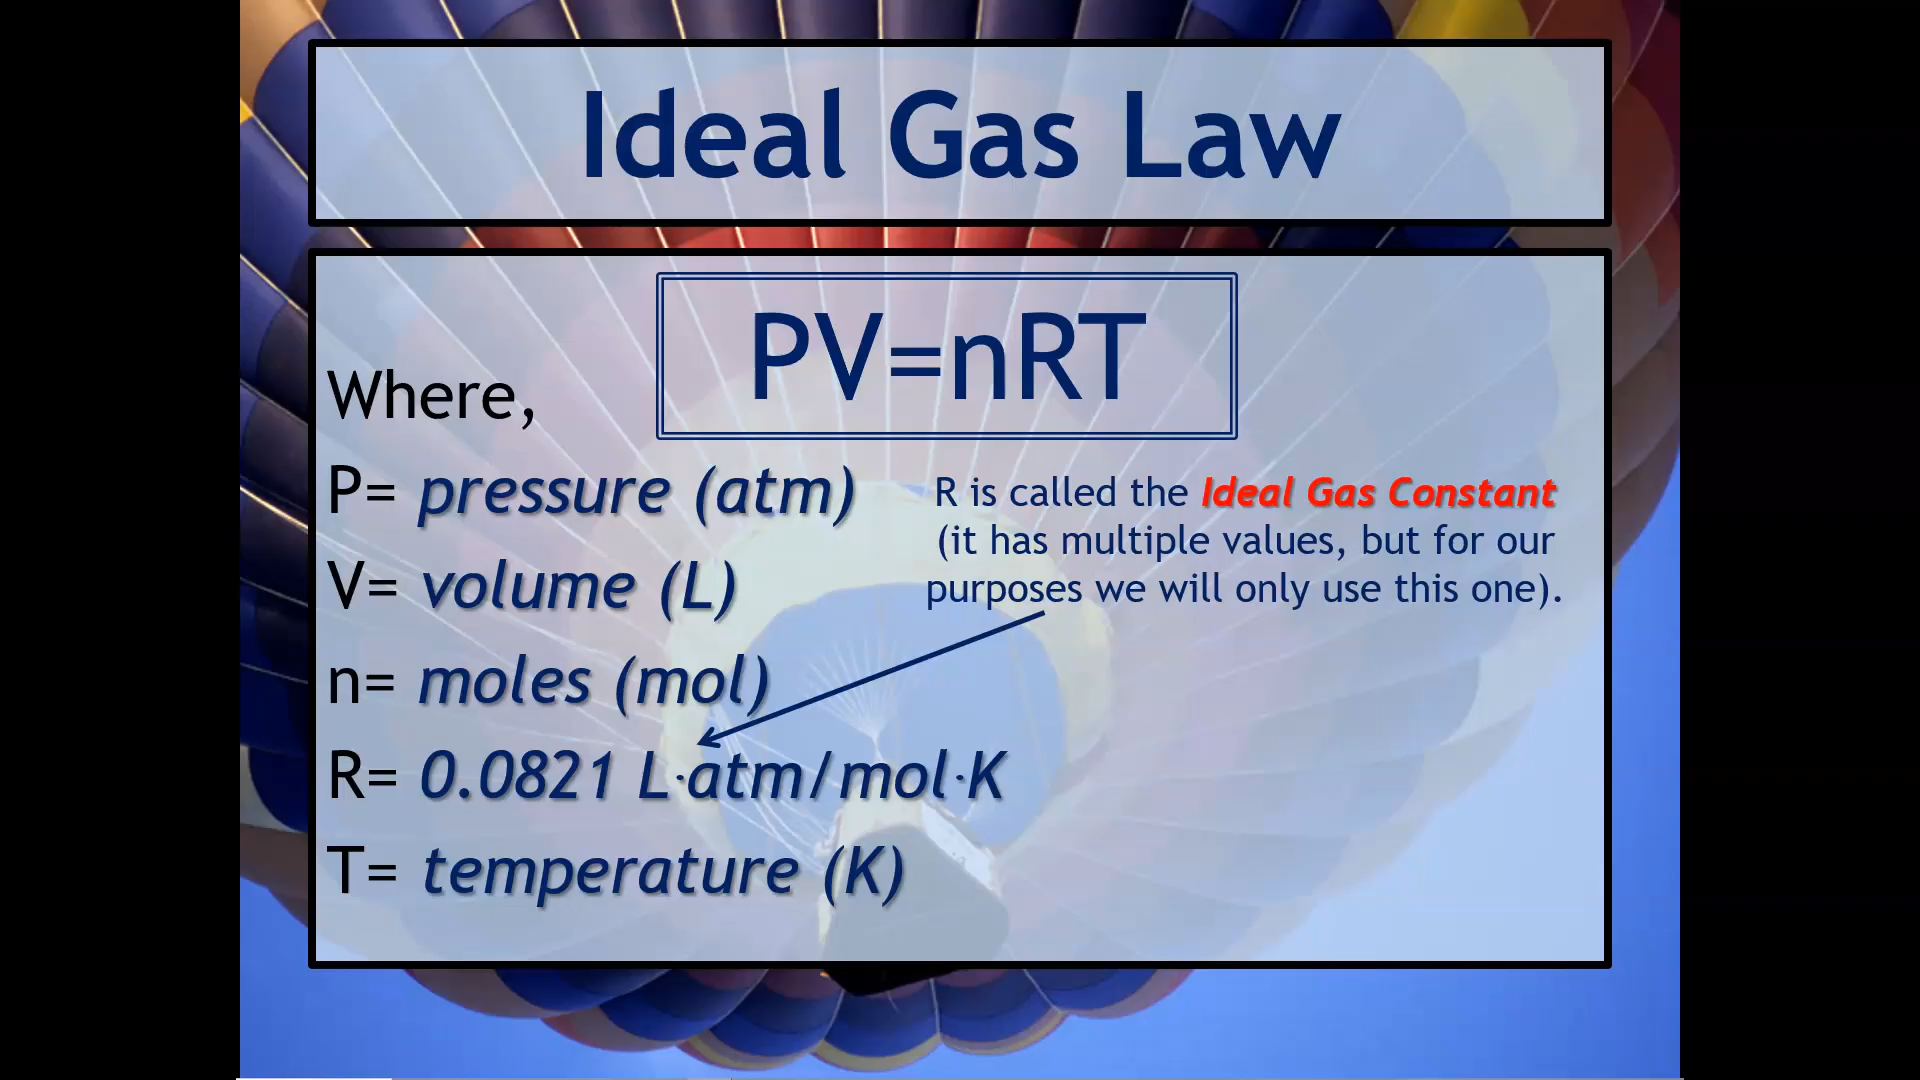 Ideal Gas Law
PV=nRT
Where,
P= pressure (atm)
V= volume (L)
n= moles (mol)
R= 0.0821 L·atm/mol·K
T= temperature (K)
R is called the Ideal Gas Constant
(it has multiple values, but for our
purposes we will only use this one).